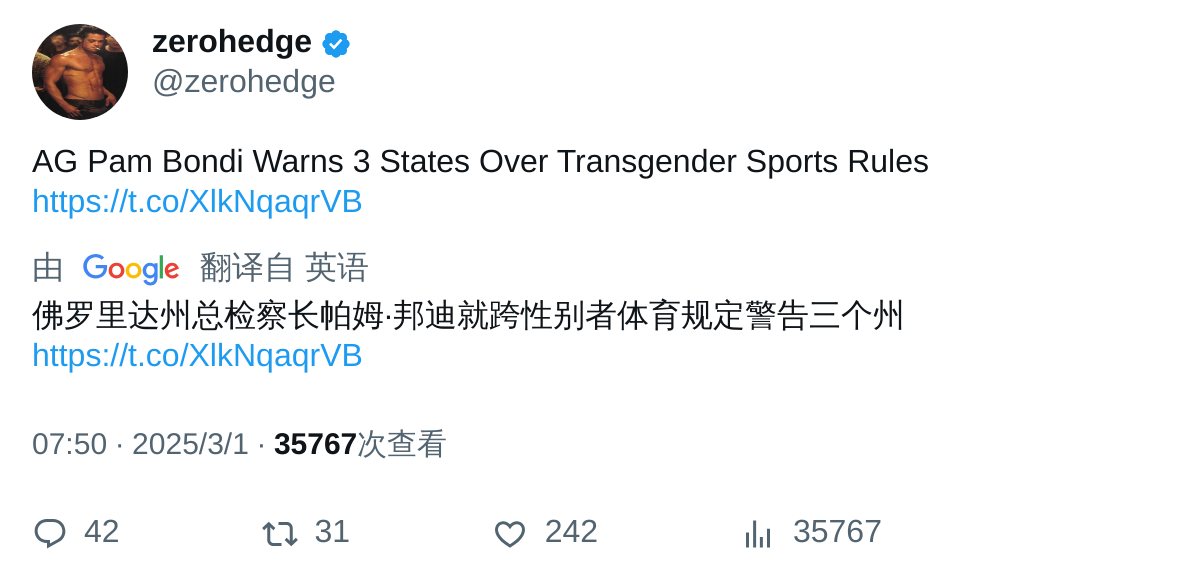 zerohedge
@zerohedge
AG Pam Bondi Warns 3 States Over Transgender Sports Rules
https://t.co/XlkNqaqrVB
由 Google 翻译自 英语
佛罗里达州总检察长帕姆·邦迪就跨性别者体育规定警告三个州
https://t.co/XlkNqaqrVB
07:50 · 2025/3/1 · 35767次查看
42 31 242 35767